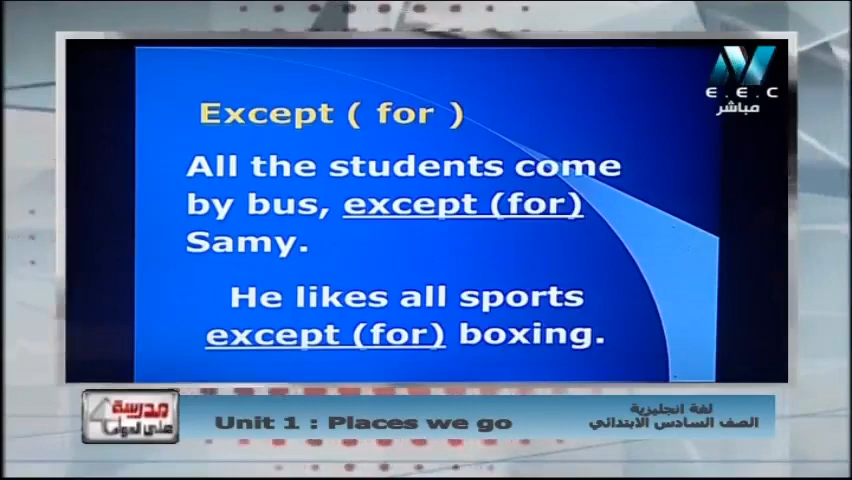 E.E.C
مباشر
Except ( for )
All the students come
by bus, except (for)
Samy.
He likes all sports
except (for) boxing.
مدرسة
على الهواء
Unit 1 : Places we go
لغة انجليزية
الصف السادس الابتدائي